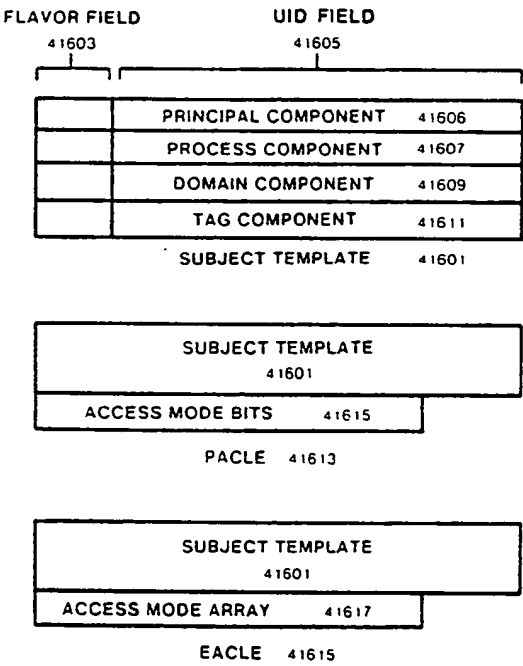 FLAVOR FIELD UID FIELD
41603 41605
PRINCIPAL COMPONENT 41606
PROCESS COMPONENT 41607
DOMAIN COMPONENT 41609
TAG COMPONENT 41611
SUBJECT TEMPLATE 41601
SUBJECT TEMPLATE
41601
ACCESS MODE BITS 41615
PACLE 41613
SUBJECT TEMPLATE
41601
ACCESS MODE ARRAY 41617
EACLE 41615